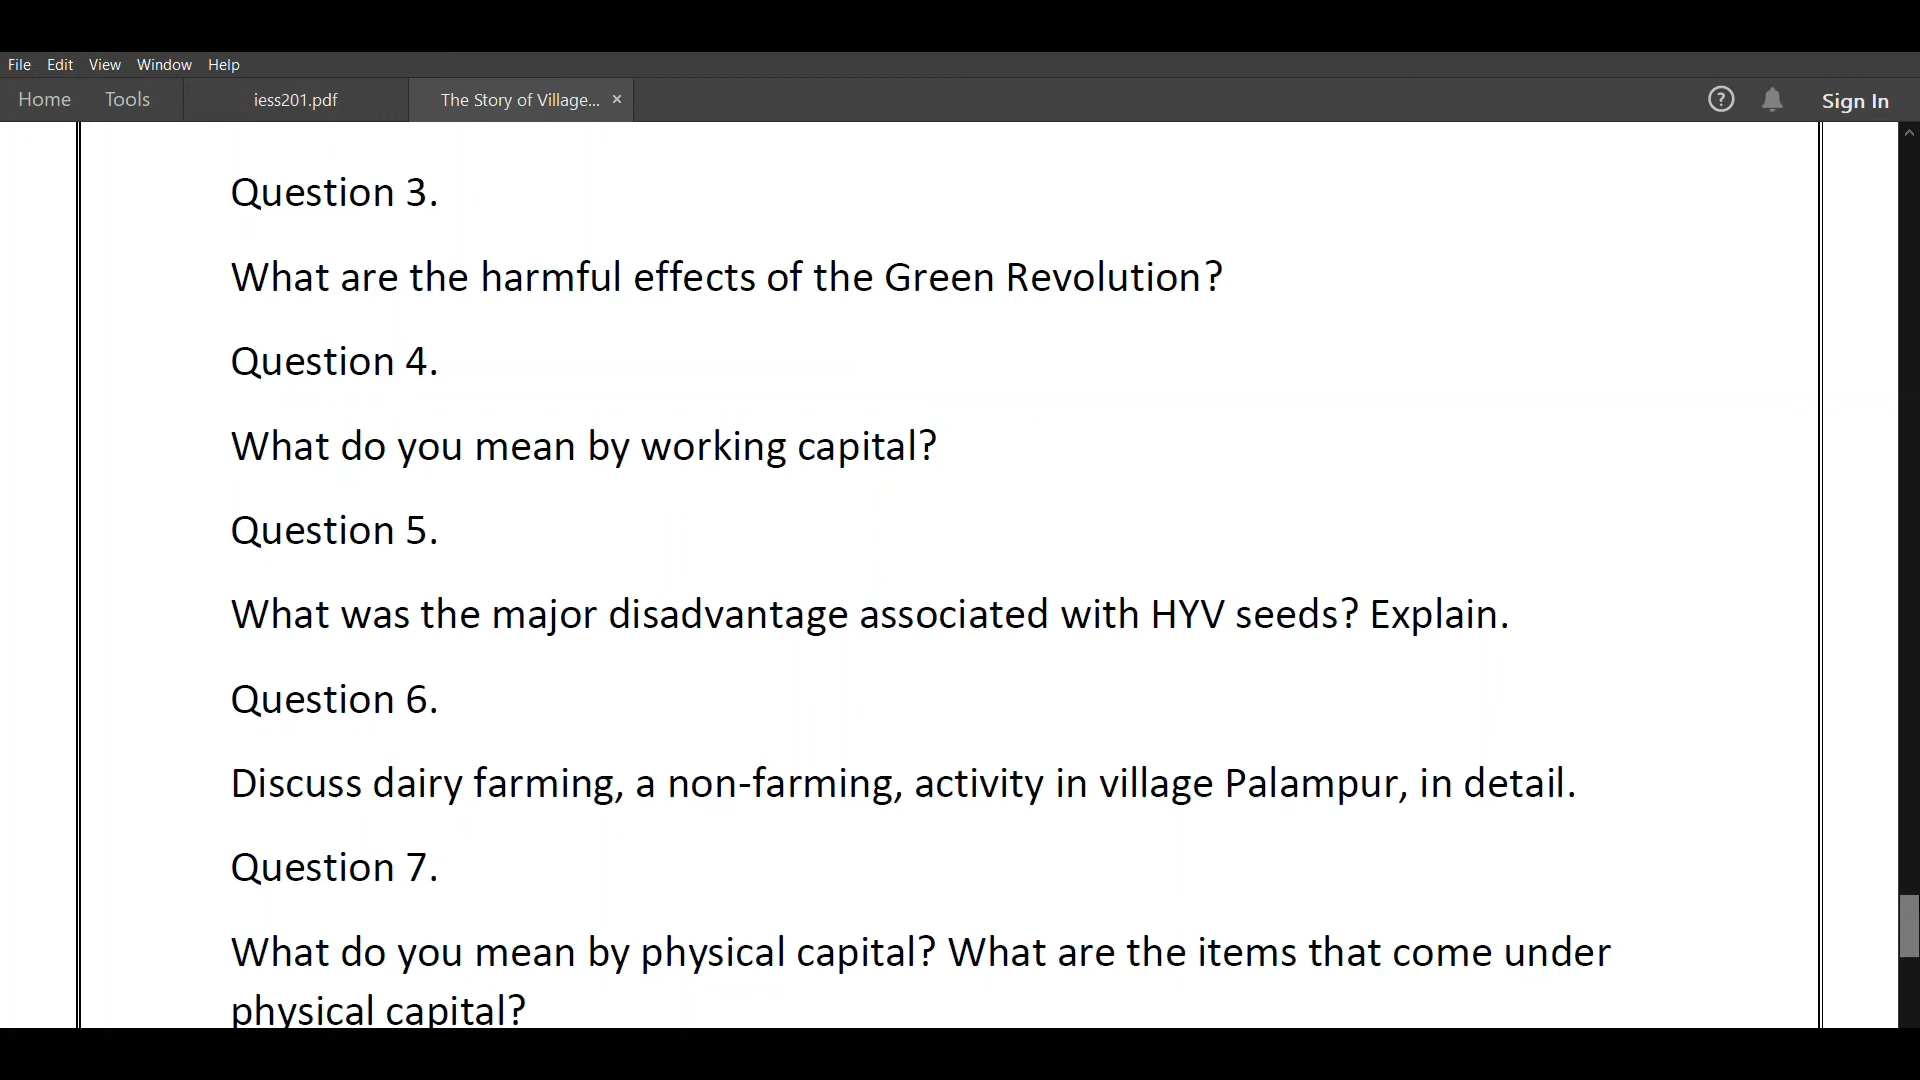 File Edit View Window Help
Home Tools iess201.pdf The Story of Village... × ? Sign In
Question 3.
What are the harmful effects of the Green Revolution?
Question 4.
What do you mean by working capital?
Question 5.
What was the major disadvantage associated with HYV seeds? Explain.
Question 6.
Discuss dairy farming, a non-farming, activity in village Palampur, in detail.
Question 7.
What do you mean by physical capital? What are the items that come under
physical capital?